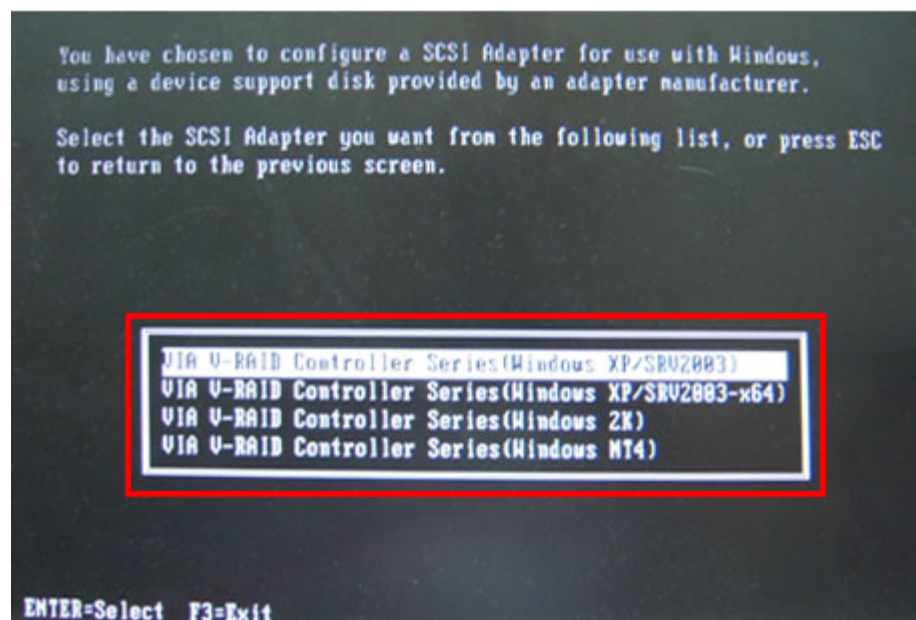 You have chosen to configure a SCSI Adapter for use with Windows,
using a device support disk provided by an adapter manufacturer.
Select the SCSI Adapter you want from the following list, or press ESC
to return to the previous screen.
VIA V-RAID Controller Series(Windows XP/SRV2003)
VIA V-RAID Controller Series(Windows XP/SRV2003-x64)
VIA V-RAID Controller Series(Windows 2K)
VIA V-RAID Controller Series(Windows NT4)
ENTER=Select F3=Exit